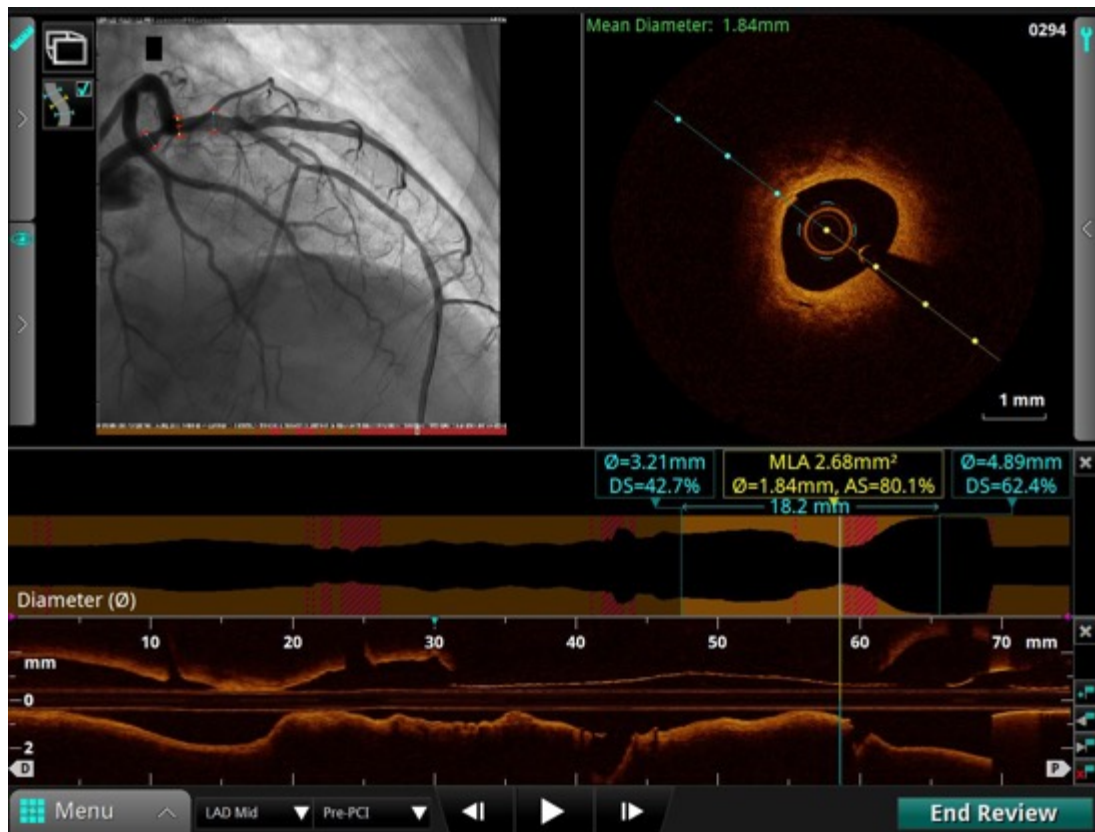 Mean Diameter: 1.84mm
0294
1 mm
Ø=3.21mm
DS=42.7%
MLA 2.68mm²
Ø=1.84mm, AS=80.1%
Ø=4.89mm
DS=62.4%
18.2 mm
Diameter (Ø)
10 20 30 40 50 60 70 mm
mm
0
2
D
P
Menu
LAD Mid
Pre-PCI
End Review